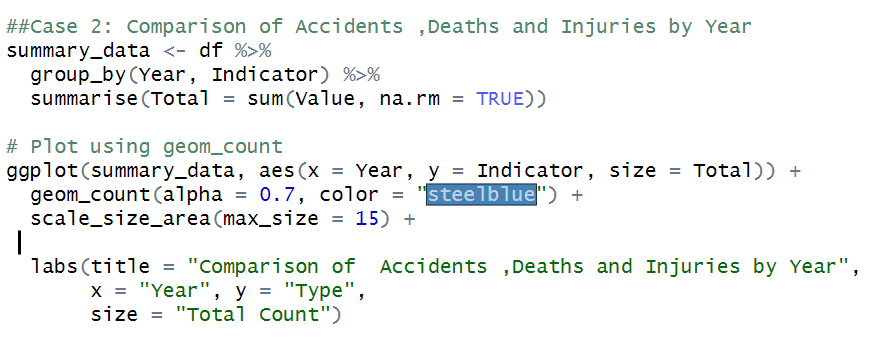 ##Case 2: Comparison of Accidents ,Deaths and Injuries by Year
summary_data <- df %>%
  group_by(Year, Indicator) %>%
  summarise(Total = sum(Value, na.rm = TRUE))

# Plot using geom_count
ggplot(summary_data, aes(x = Year, y = Indicator, size = Total)) +
  geom_count(alpha = 0.7, color = "steelblue") +
  scale_size_area(max_size = 15) +

  labs(title = "Comparison of  Accidents ,Deaths and Injuries by Year",
       x = "Year", y = "Type",
       size = "Total Count")